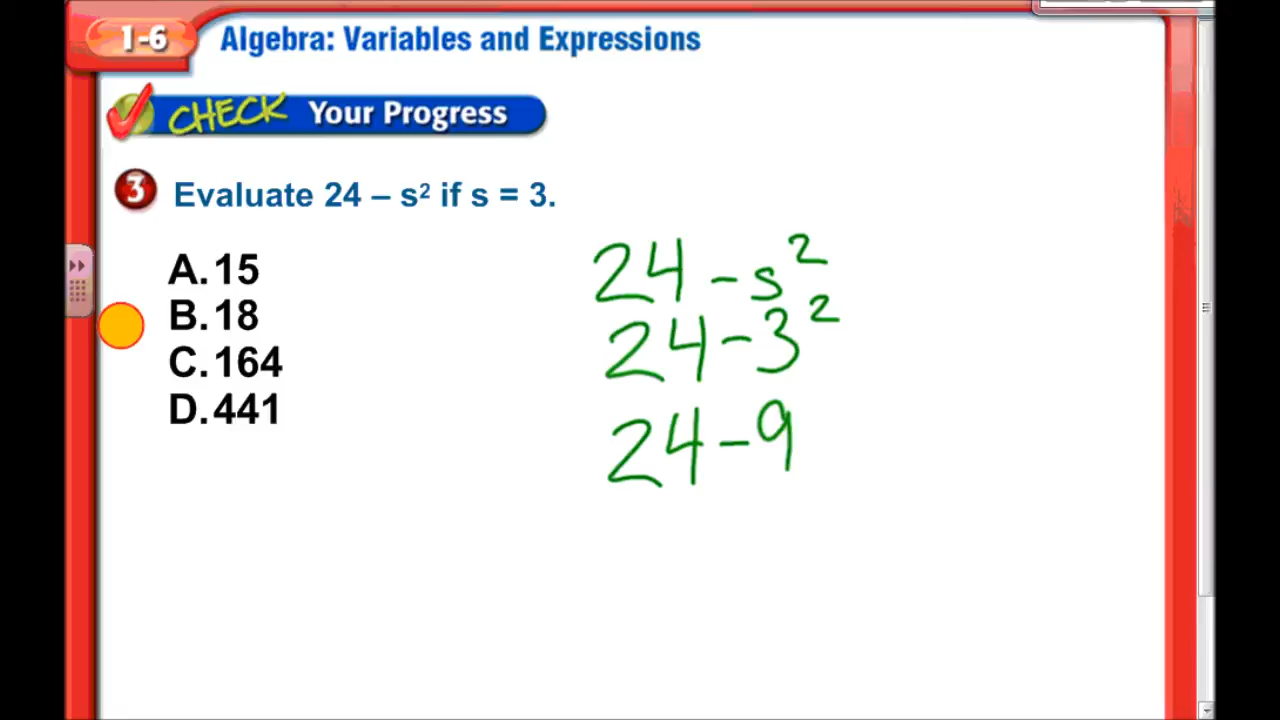 1-6 Algebra: Variables and Expressions
CHECK Your Progress
3 Evaluate 24 – s² if s = 3.
A. 15
B. 18
C. 164
D. 441
24 - s²
24 - 3²
24 - 9